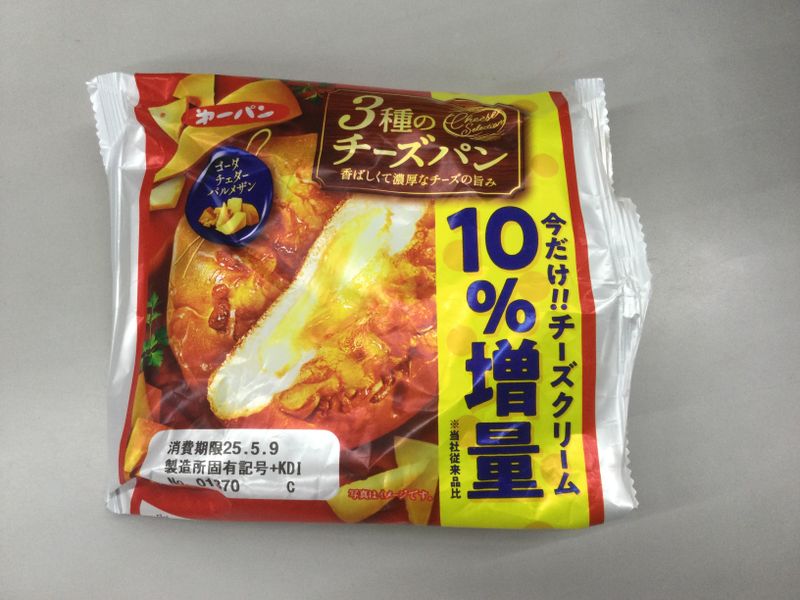 第一パン
3種の
チーズパン
Cheese
Selection
香ばしくて濃厚なチーズの旨み
ゴーダ
チェダー
パルメザン
今だけ!!チーズクリーム
10%増量
※当社従来品比
消費期限25.5.9
製造所固有記号+KDI
No 01370 C
写真はイメージです。